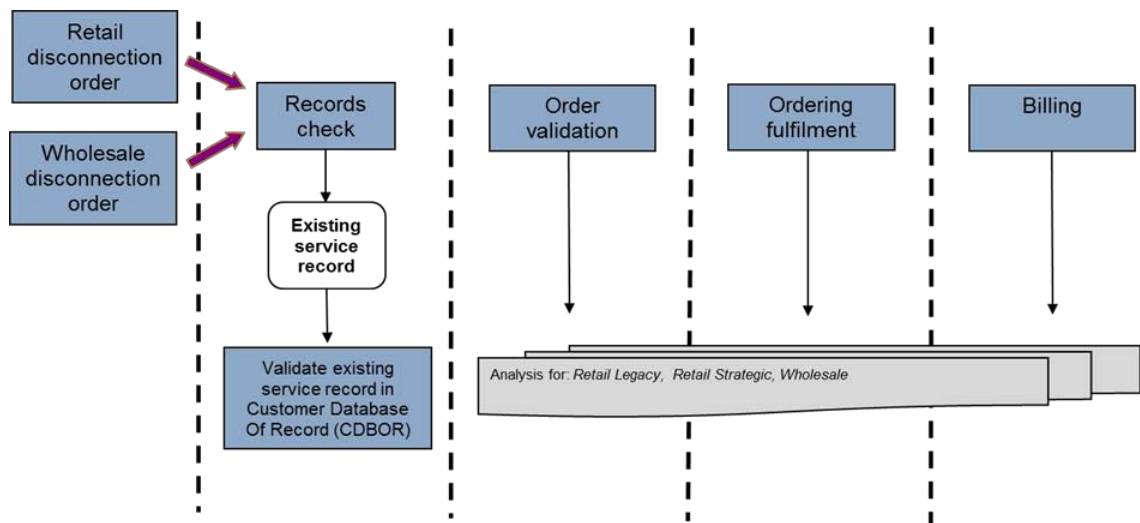 Retail
disconnection
order
Wholesale
disconnection
order
Records
check
Existing
service
record
Validate existing
service record in
Customer Database
Of Record (CDBOR)
Order
validation
Ordering
fulfilment
Billing
Analysis for: Retail Legacy, Retail Strategic, Wholesale